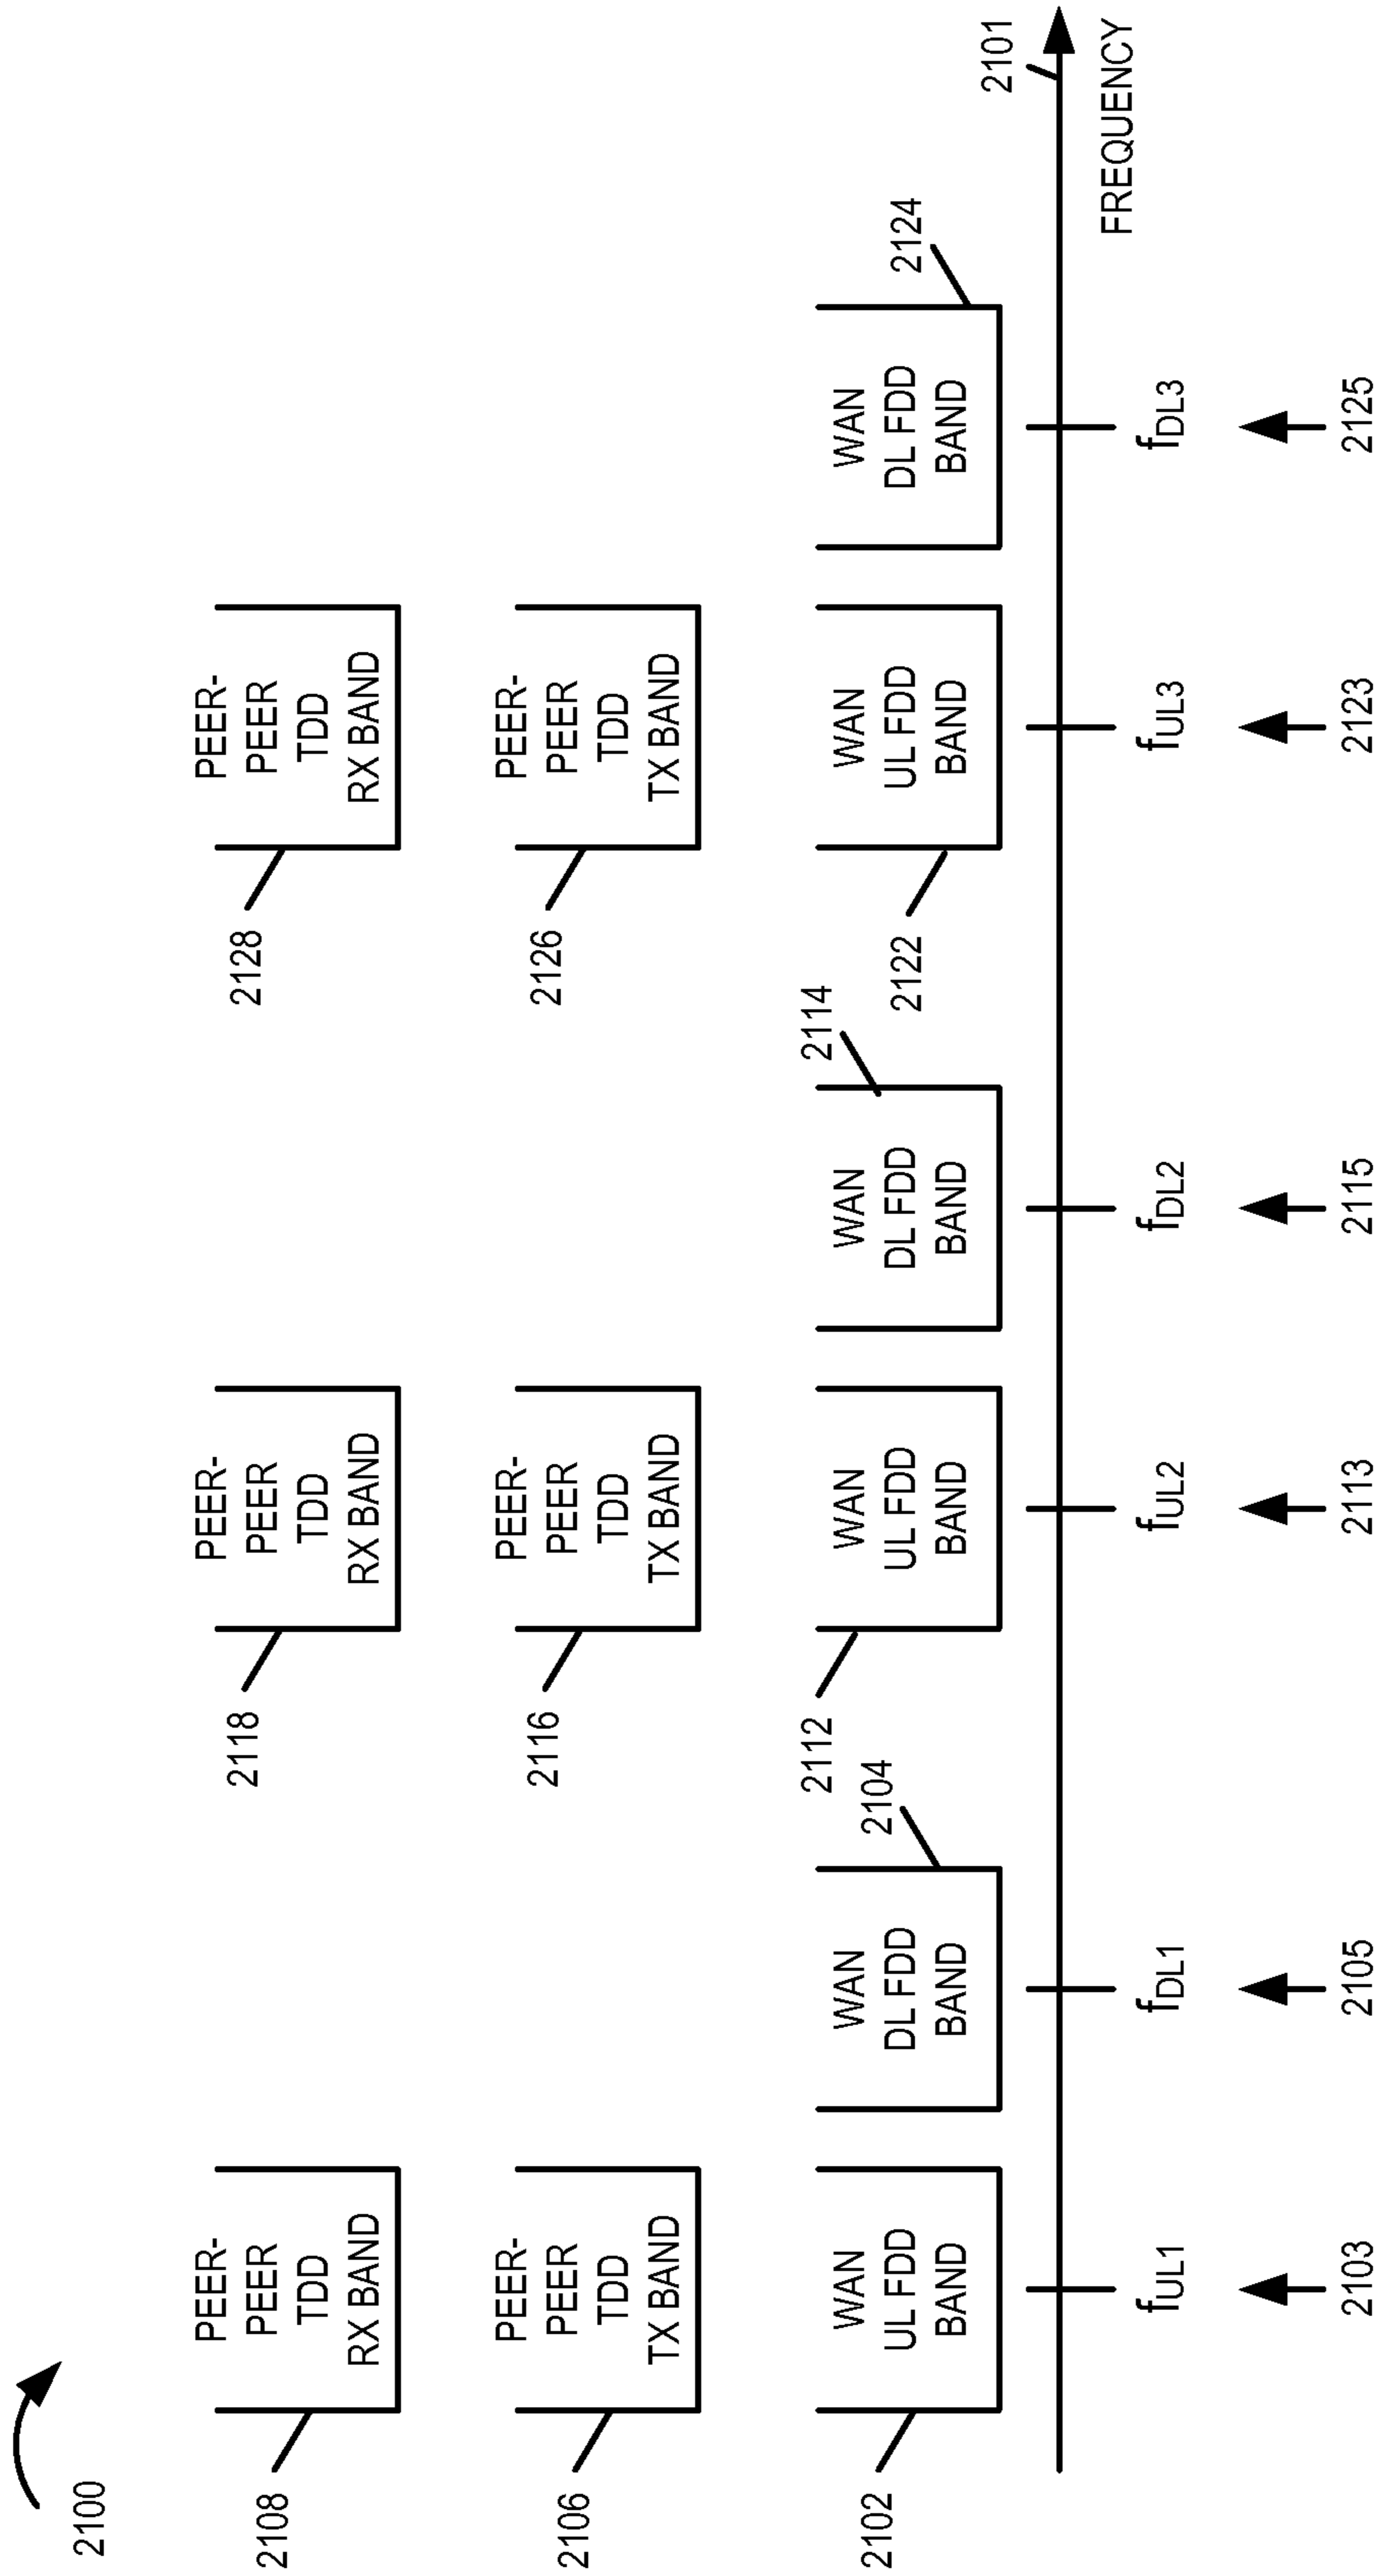 2100
2108
PEER-
PEER
TDD
RX BAND
2118
PEER-
PEER
TDD
RX BAND
2128
PEER-
PEER
TDD
RX BAND
2106
PEER-
PEER
TDD
TX BAND
2116
PEER-
PEER
TDD
TX BAND
2126
PEER-
PEER
TDD
TX BAND
2102
WAN
UL FDD
BAND
2104
WAN
DL FDD
BAND
2112
WAN
UL FDD
BAND
2114
WAN
DL FDD
BAND
2122
WAN
UL FDD
BAND
2124
WAN
DL FDD
BAND
2101
FREQUENCY
fUL1
fDL1
fUL2
fDL2
fUL3
fDL3
2103
2105
2113
2115
2123
2125